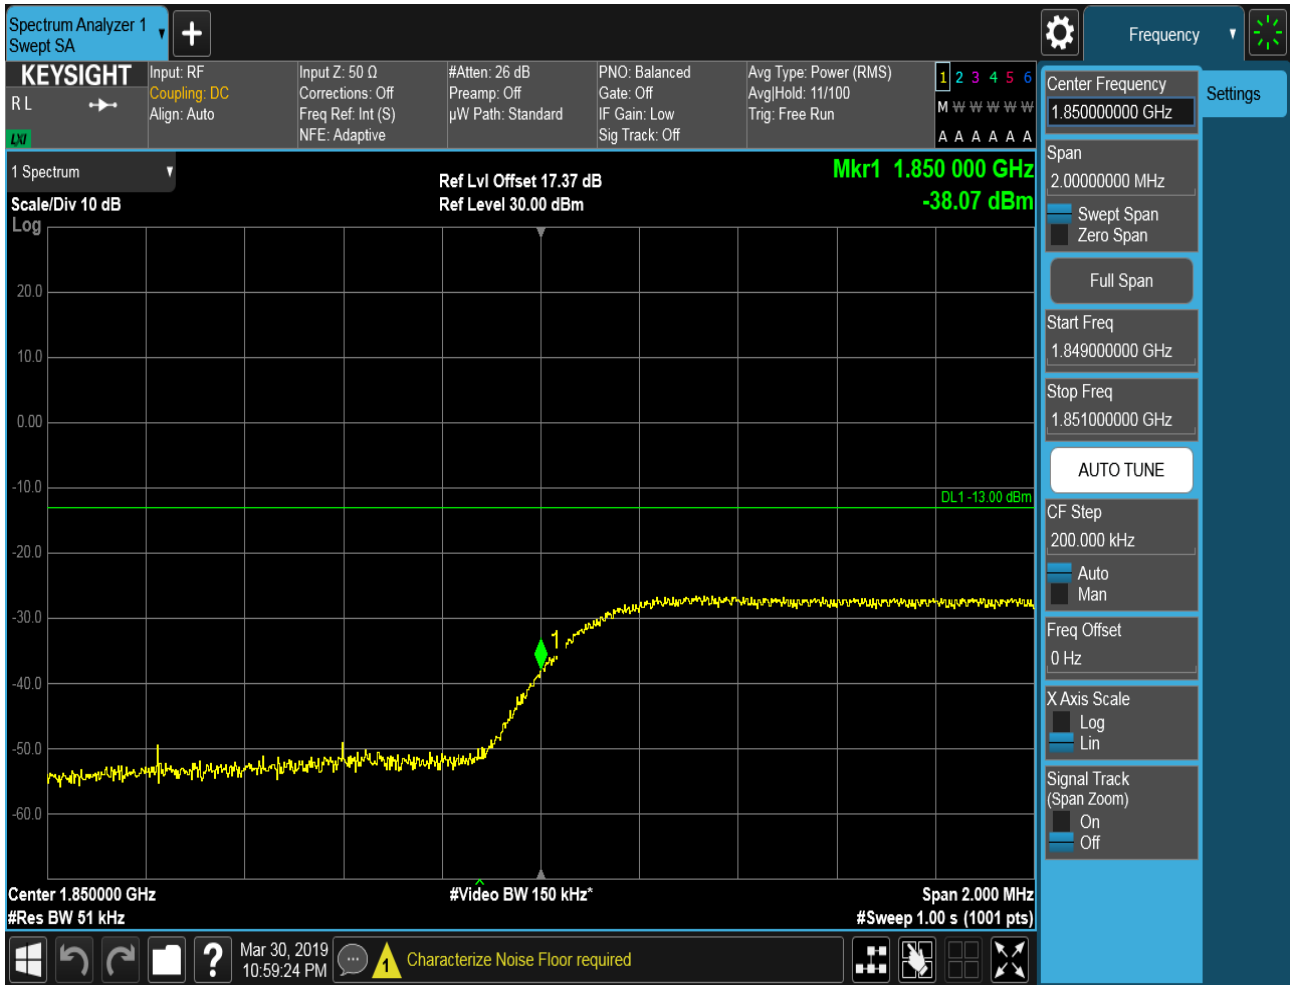 Spectrum Analyzer 1
Swept SA
Frequency
KEYSIGHT
R L
LXI
Input: RF
Coupling: DC
Align: Auto
Input Z: 50 Ω
Corrections: Off
Freq Ref: Int (S)
NFE: Adaptive
#Atten: 26 dB
Preamp: Off
µW Path: Standard
PNO: Balanced
Gate: Off
IF Gain: Low
Sig Track: Off
Avg Type: Power (RMS)
Avg|Hold: 11/100
Trig: Free Run
1 2 3 4 5 6
M W W W W W
A A A A A A
1 Spectrum
Scale/Div 10 dB
Log
Ref Lvl Offset 17.37 dB
Ref Level 30.00 dBm
Mkr1 1.850 000 GHz
-38.07 dBm
20.0
10.0
0.00
-10.0
DL1 -13.00 dBm
-20.0
-30.0
1
-40.0
-50.0
-60.0
Center 1.850000 GHz
#Video BW 150 kHz*
Span 2.000 MHz
#Res BW 51 kHz
#Sweep 1.00 s (1001 pts)
Center Frequency
1.850000000 GHz
Settings
Span
2.00000000 MHz
Swept Span
Zero Span
Full Span
Start Freq
1.849000000 GHz
Stop Freq
1.851000000 GHz
AUTO TUNE
CF Step
200.000 kHz
Auto
Man
Freq Offset
0 Hz
X Axis Scale
Log
Lin
Signal Track
(Span Zoom)
On
Off
?
Mar 30, 2019
10:59:24 PM
1
Characterize Noise Floor required